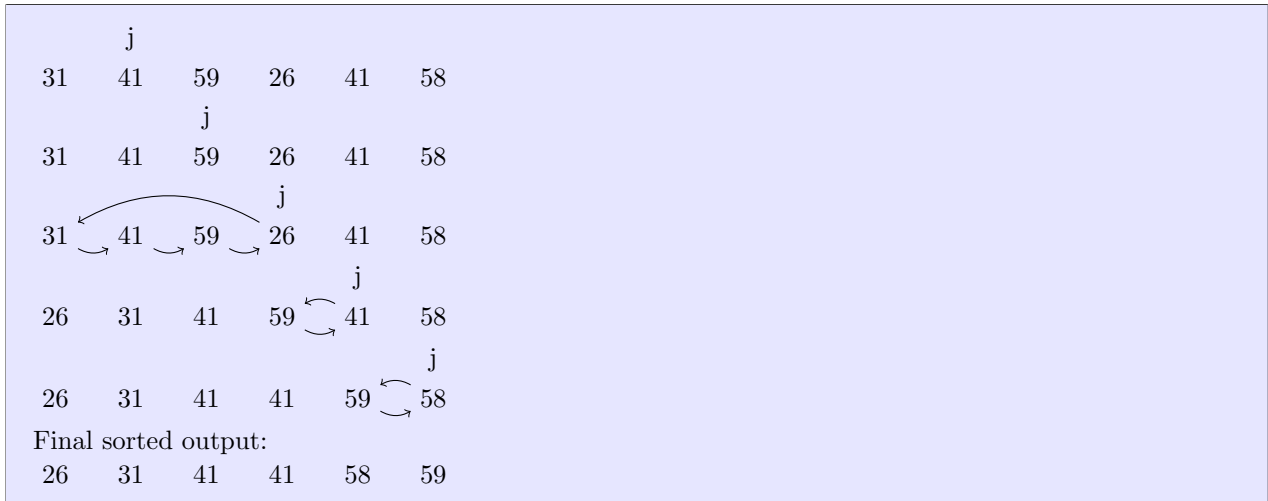 j
31 41 59 26 41 58
j
31 41 59 26 41 58
j
31 41 59 26 41 58
j
26 31 41 59 41 58
j
26 31 41 41 59 58
Final sorted output:
26 31 41 41 58 59